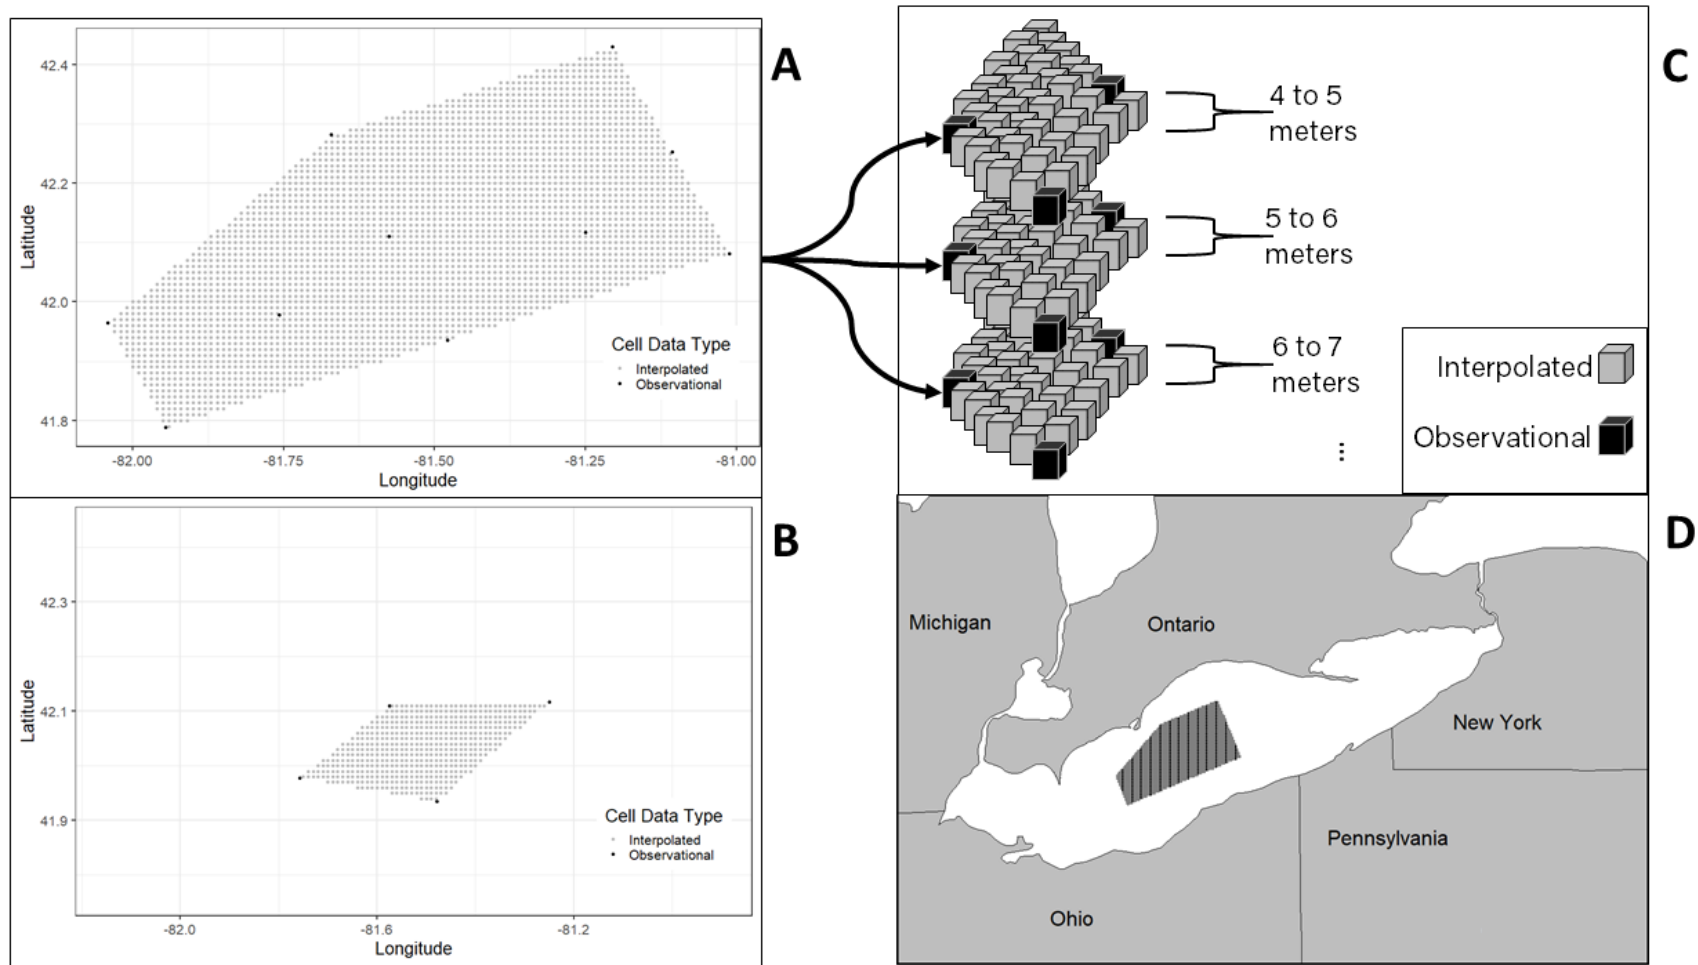 A
42.4
42.2
42.0
41.8
Latitude
-82.00 -81.75 -81.50 -81.25 -81.00
Longitude
Cell Data Type
Interpolated
Observational
B
42.3
42.1
41.9
Latitude
-82.0 -81.6 -81.2
Longitude
Cell Data Type
Interpolated
Observational
C
4 to 5
meters
5 to 6
meters
6 to 7
meters
...
Interpolated
Observational
D
Michigan
Ontario
New York
Pennsylvania
Ohio